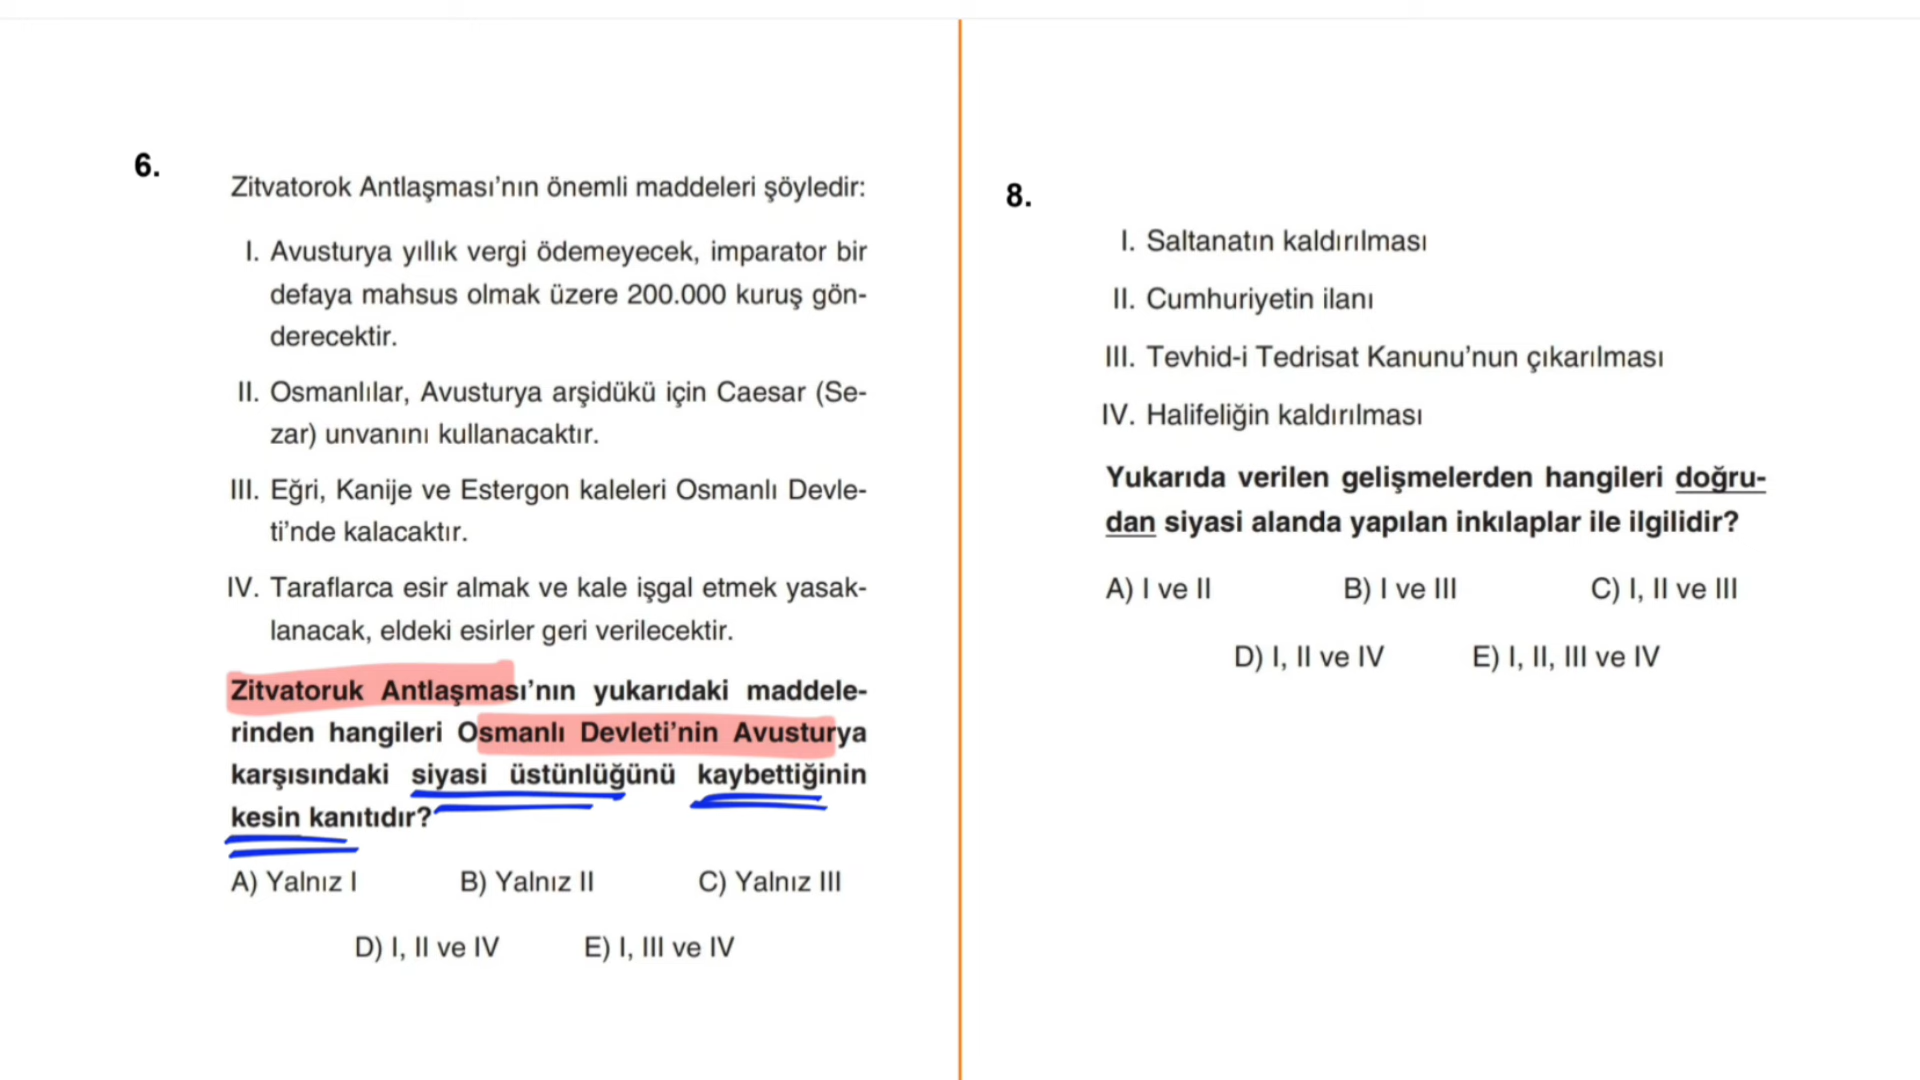 6.
Zitvatorok Antlaşması’nın önemli maddeleri şöyledir:
I. Avusturya yıllık vergi ödemeyecek, imparator bir
defaya mahsus olmak üzere 200.000 kuruş gön-
derecektir.
II. Osmanlılar, Avusturya arşidükü için Caesar (Se-
zar) unvanını kullanacaktır.
III. Eğri, Kanije ve Estergon kaleleri Osmanlı Devle-
ti’nde kalacaktır.
IV. Taraflarca esir almak ve kale işgal etmek yasak-
lanacak, eldeki esirler geri verilecektir.
Zitvatoruk Antlaşması’nın yukarıdaki maddele-
rinden hangileri Osmanlı Devleti’nin Avusturya
karşısındaki siyasi üstünlüğünü kaybettiğinin
kesin kanıtıdır?
A) Yalnız I B) Yalnız II C) Yalnız III
D) I, II ve IV E) I, III ve IV
8.
I. Saltanatın kaldırılması
II. Cumhuriyetin ilanı
III. Tevhid-i Tedrisat Kanunu’nun çıkarılması
IV. Halifeliğin kaldırılması
Yukarıda verilen gelişmelerden hangileri doğru-
dan siyasi alanda yapılan inkılaplar ile ilgilidir?
A) I ve II B) I ve III C) I, II ve III
D) I, II ve IV E) I, II, III ve IV